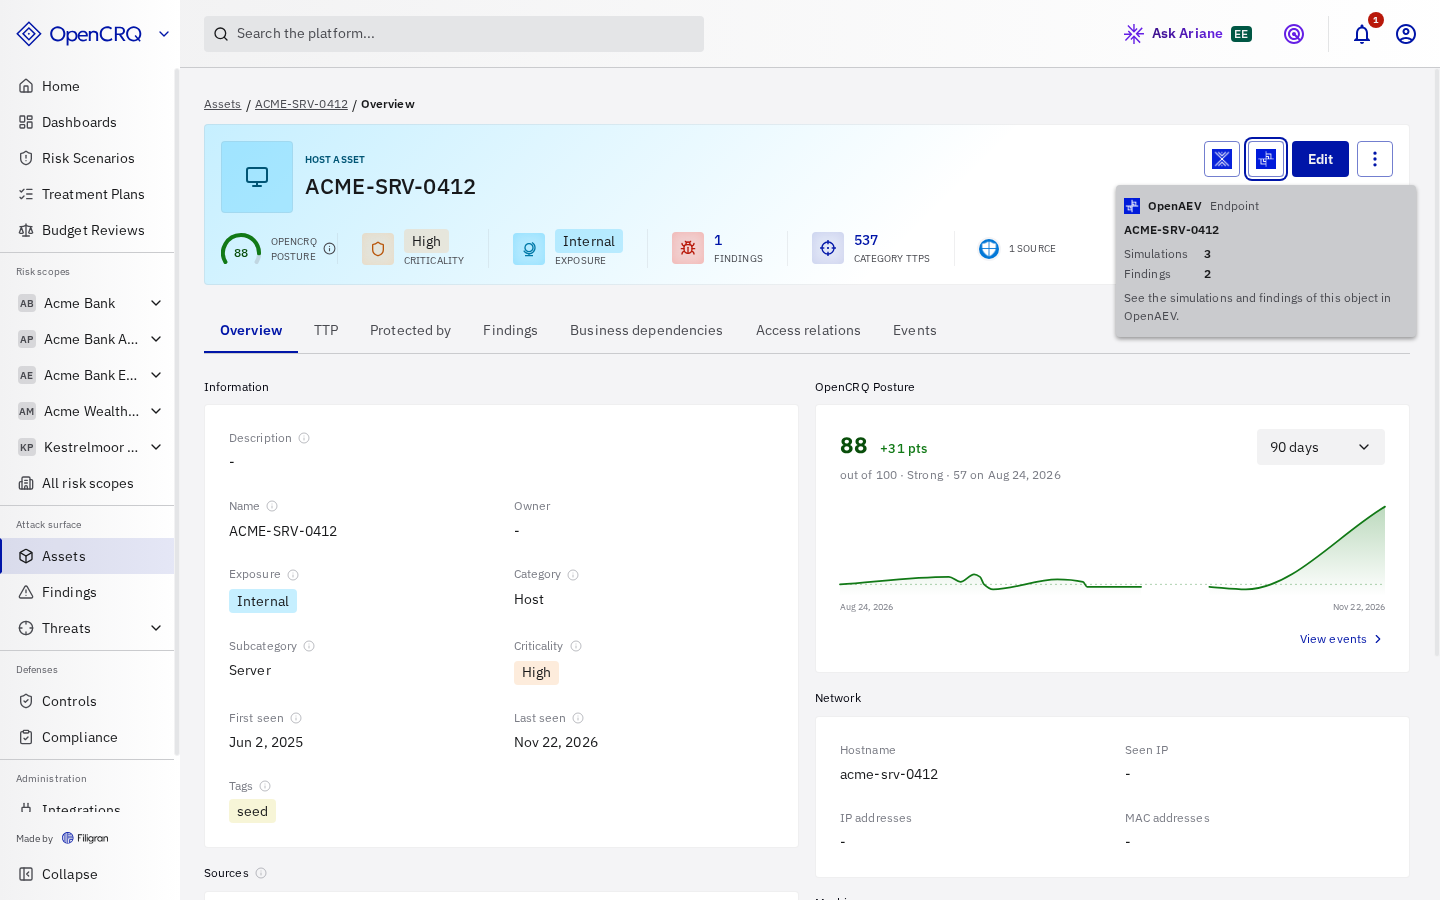 OpenCRQ
Search the platform...
Ask Ariane EE
1
Home
Dashboards
Risk Scenarios
Treatment Plans
Budget Reviews
Risk scopes
AB Acme Bank
AP Acme Bank A...
AE Acme Bank E...
AM Acme Wealth...
KP Kestrelmoor ...
All risk scopes
Attack surface
Assets
Findings
Threats
Defenses
Controls
Compliance
Administration
Integrations
Made by Filigran
Collapse
Assets / ACME-SRV-0412 / Overview
HOST ASSET
ACME-SRV-0412
Edit
88 OPENCRQ POSTURE
High
CRITICALITY
Internal
EXPOSURE
1
FINDINGS
537
CATEGORY TTPS
1 SOURCE
OpenAEV Endpoint
ACME-SRV-0412
Simulations 3
Findings 2
See the simulations and findings of this object in
OpenAEV.
Overview TTP Protected by Findings Business dependencies Access relations Events
Information
Description
-
Name
ACME-SRV-0412
Owner
-
Exposure
Internal
Category
Host
Subcategory
Server
Criticality
High
First seen
Jun 2, 2025
Last seen
Nov 22, 2026
Tags
seed
Sources
OpenCRQ Posture
88 +31 pts
90 days
out of 100 · Strong · 57 on Aug 24, 2026
Aug 24, 2026
Nov 22, 2026
View events
Network
Hostname
acme-srv-0412
Seen IP
-
IP addresses
-
MAC addresses
-